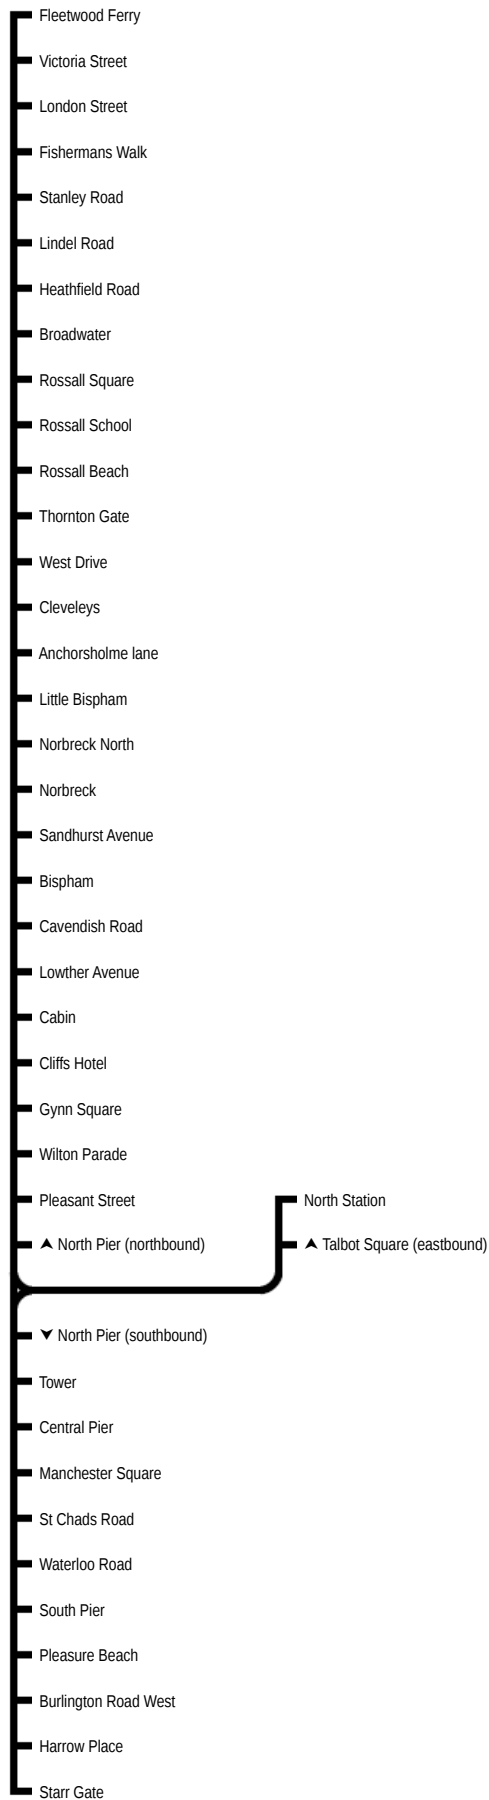 Fleetwood Ferry
Victoria Street
London Street
Fishermans Walk
Stanley Road
Lindel Road
Heathfield Road
Broadwater
Rossall Square
Rossall School
Rossall Beach
Thornton Gate
West Drive
Cleveleys
Anchorsholme lane
Little Bispham
Norbreck North
Norbreck
Sandhurst Avenue
Bispham
Cavendish Road
Lowther Avenue
Cabin
Cliffs Hotel
Gynn Square
Wilton Parade
Pleasant Street
North Station
North Pier (northbound)
Talbot Square (eastbound)
North Pier (southbound)
Tower
Central Pier
Manchester Square
St Chads Road
Waterloo Road
South Pier
Pleasure Beach
Burlington Road West
Harrow Place
Starr Gate